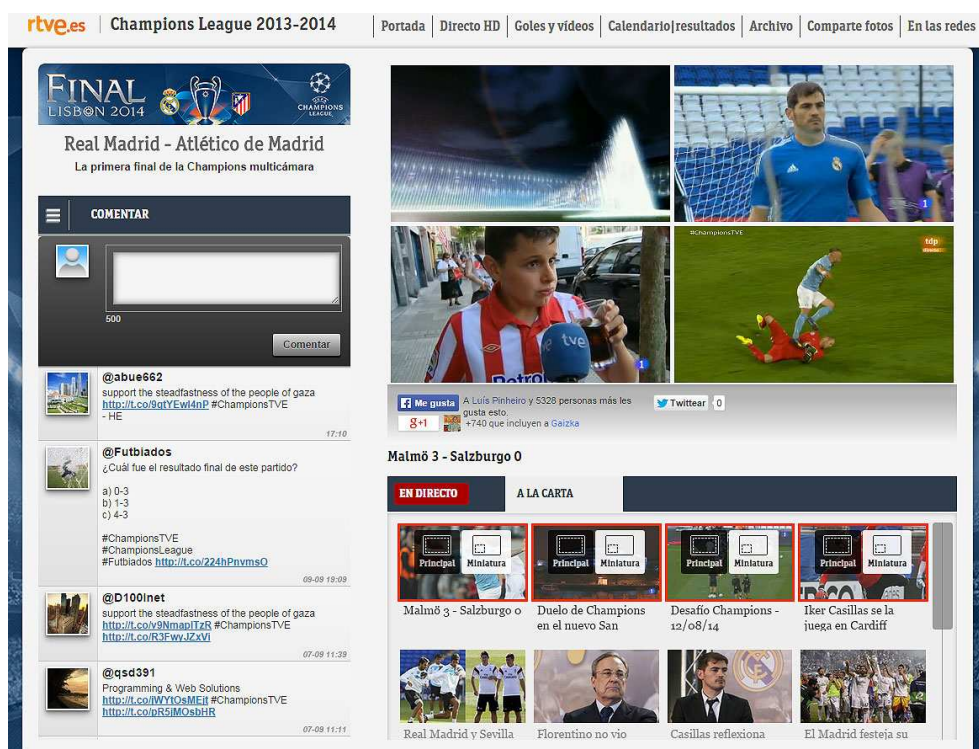 rtve.es
Champions League 2013-2014
Portada
Directo HD
Goles y vídeos
Calendario|resultados
Archivo
Comparte fotos
En las redes
FINAL
LISBON 2014
UEFA
CHAMPIONS
LEAGUE
Real Madrid - Atlético de Madrid
La primera final de la Champions multicámara
COMENTAR
500
Comentar
@abue662
support the steadfastness of the people of gaza
http://t.co/9qtYEwl4nP #ChampionsTVE
- HE
17:10
@Futbiados
¿Cuál fue el resultado final de este partido?
a) 0-3
b) 1-3
c) 4-3
#ChampionsTVE
#ChampionsLeague
#Futbiados http://t.co/224hPnvmsO
09-09 19:09
@D100Inet
support the steadfastness of the people of gaza
http://t.co/v9NmapITzR #ChampionsTVE
http://t.co/R3FwyJZxVi
07-09 11:39
@qsd391
Programming & Web Solutions
http://t.co/iWYtOsMEjt #ChampionsTVE
http://t.co/pR5jMOsbHR
07-09 11:11
1
tve
1
#ChampionsTVE
tdp
Me gusta
A Luís Pinheiro y 5328 personas más les
gusta esto.
Twittear
0
g+1
+740 que incluyen a Gaizka
Malmö 3 - Salzburgo 0
EN DIRECTO
A LA CARTA
Principal
Miniatura
Principal
Miniatura
Principal
Miniatura
Principal
Miniatura
Malmö 3 - Salzburgo 0
Duelo de Champions
en el nuevo San
Desafío Champions -
12/08/14
Iker Casillas se la
juega en Cardiff
Real Madrid y Sevilla
Florentino no vio
Casillas reflexiona
El Madrid festeja su